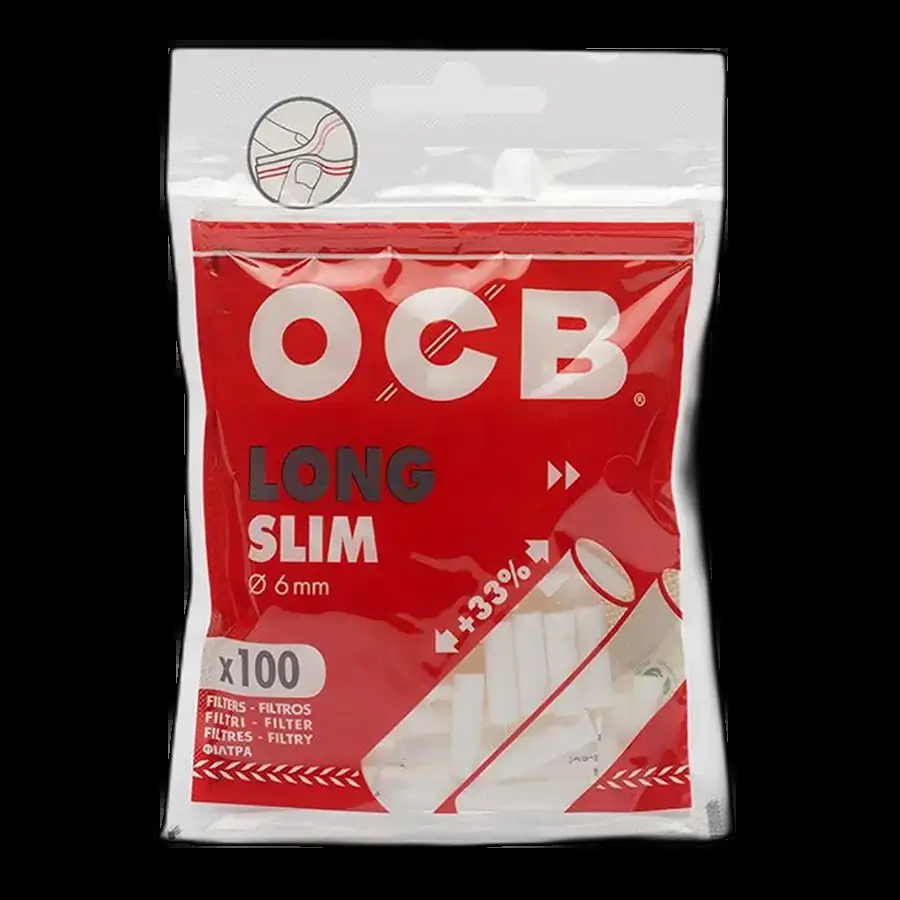 OCB
®
LONG
SLIM
Ø 6 mm
+33%
x100
FILTERS - FILTROS
FILTRI - FILTER
FILTRES - FILTRY
ΦΙΛΤΡΑ